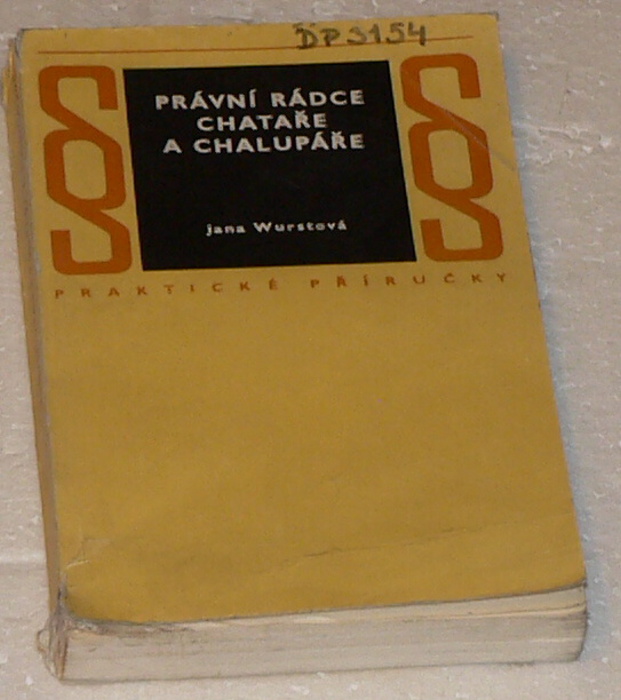 DP 3154
§ §
PRÁVNÍ RÁDCE
CHATAŘE
A CHALUPÁŘE
jana Wurstová
PRAKTICKÉ PŘÍRUČKY